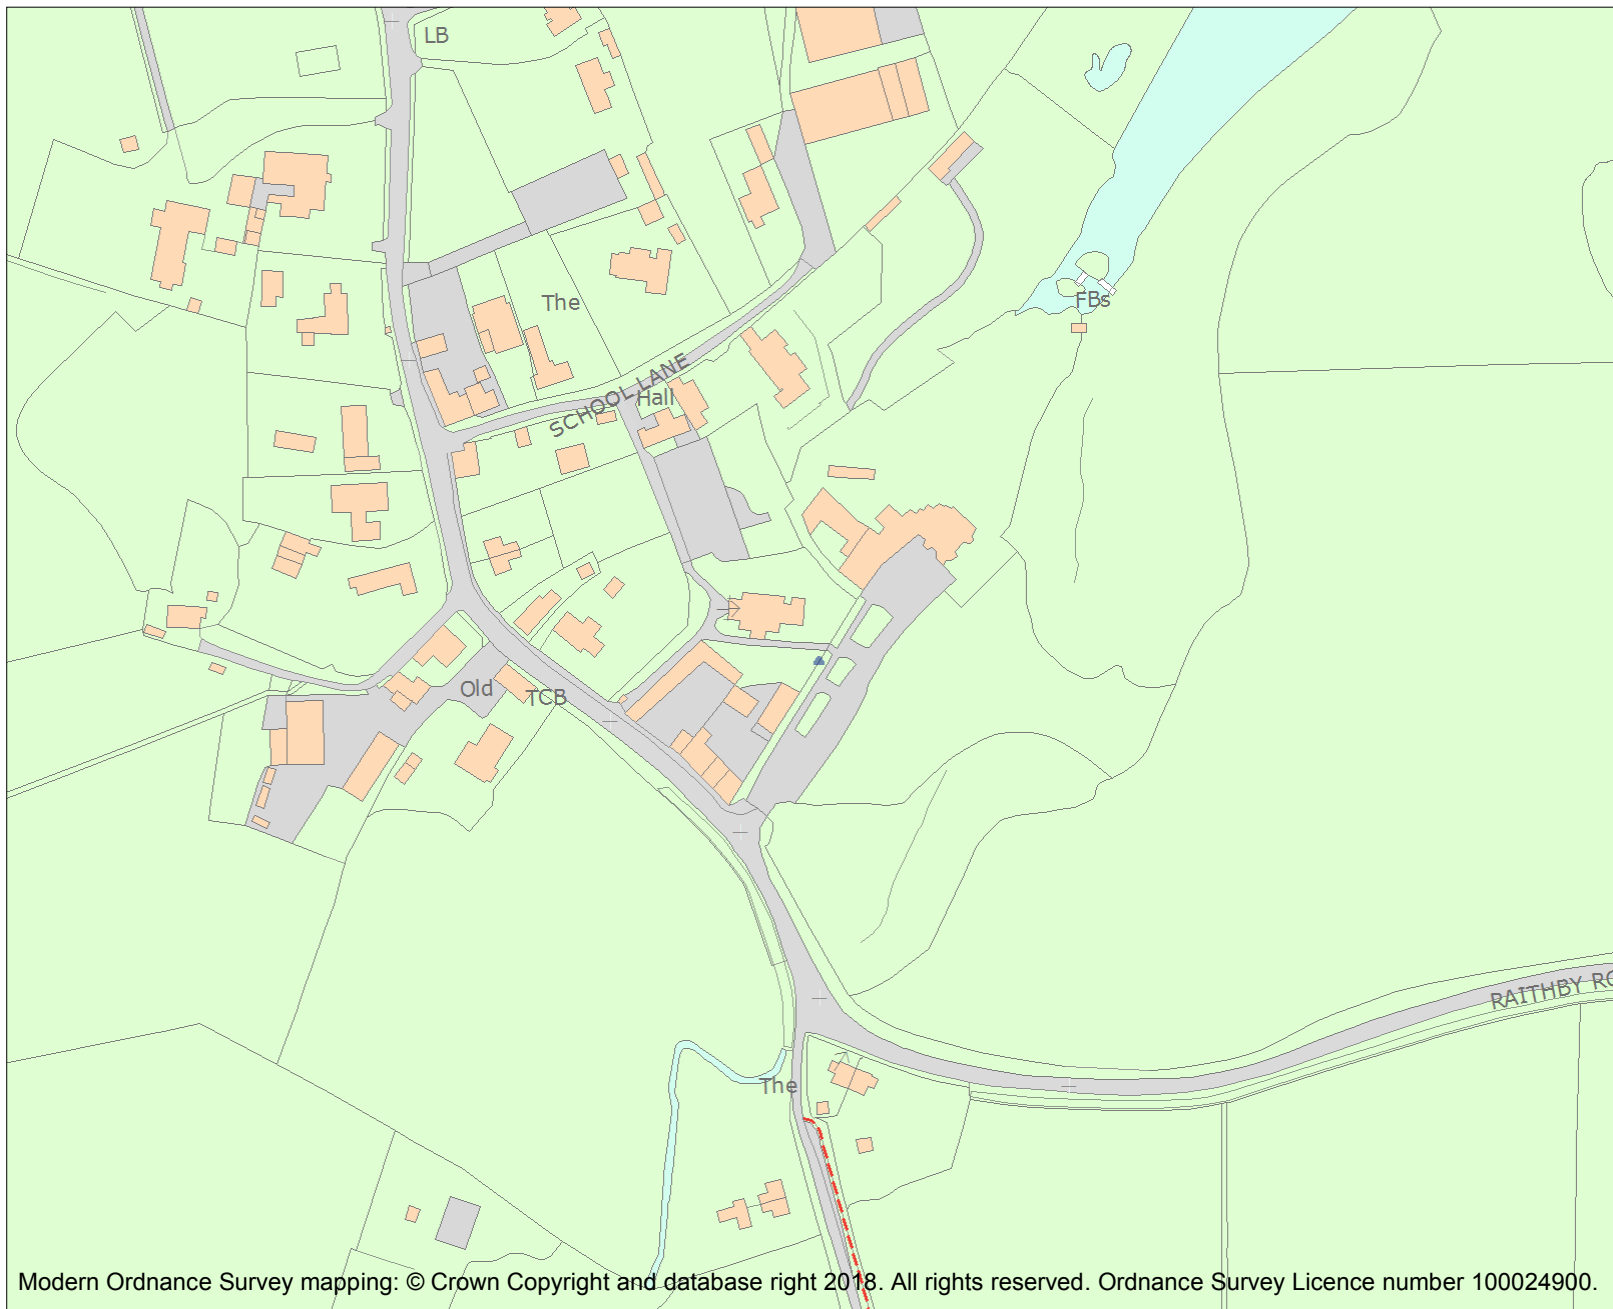 LB
The
FBs
SCHOOL LANE
Hall
Old
TCB
RAITHBY RO
The
Modern Ordnance Survey mapping: © Crown Copyright and database right 2018. All rights reserved. Ordnance Survey Licence number 100024900.